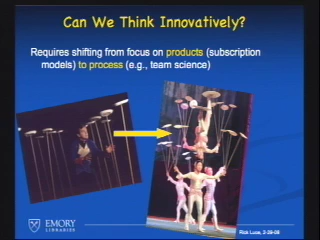 Can We Think Innovatively?
Requires shifting from focus on products (subscription
models) to process (e.g., team science)
EMORY
LIBRARIES
Rick Luce, 2-29-08